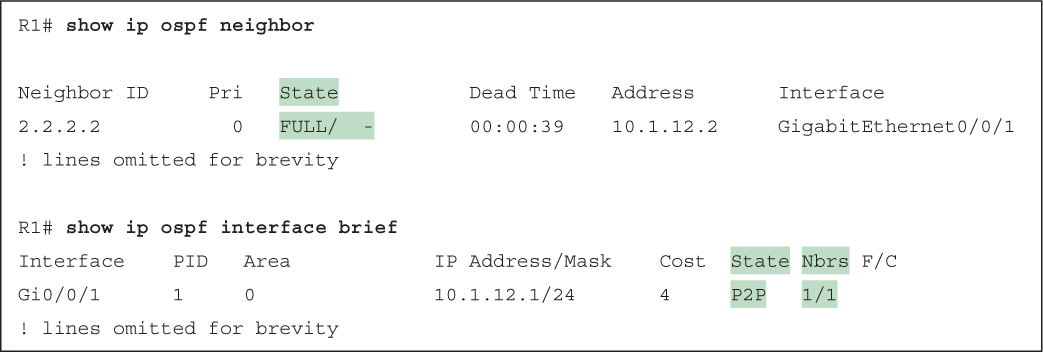 R1# show ip ospf neighbor
Neighbor ID Pri State Dead Time Address Interface
2.2.2.2 0 FULL/ - 00:00:39 10.1.12.2 GigabitEthernet0/0/1
! lines omitted for brevity
R1# show ip ospf interface brief
Interface PID Area IP Address/Mask Cost State Nbrs F/C
Gi0/0/1 1 0 10.1.12.1/24 4 P2P 1/1
! lines omitted for brevity